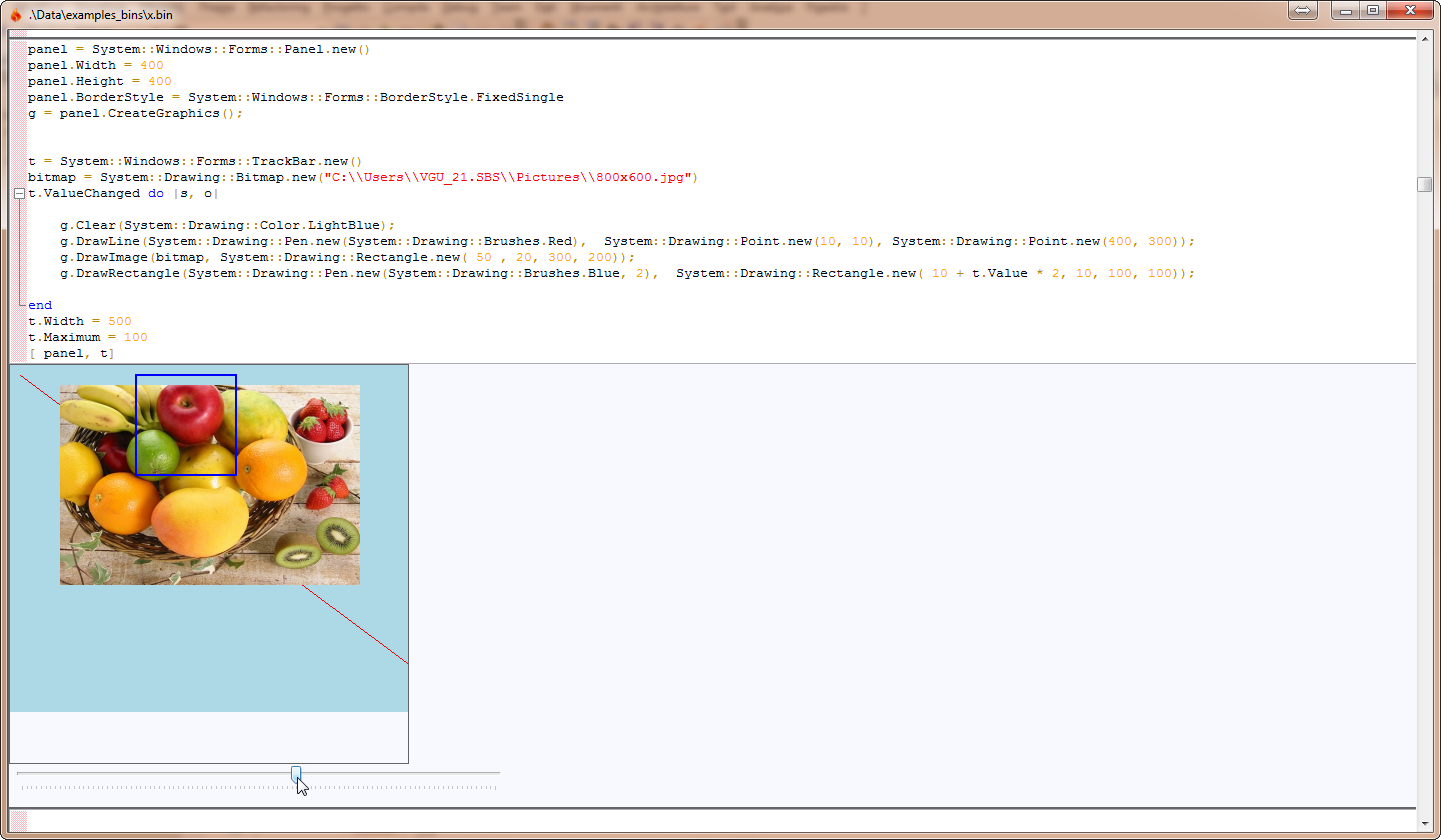 .\Data\examples_bins\x.bin
panel = System::Windows::Forms::Panel.new()
panel.Width = 400
panel.Height = 400
panel.BorderStyle = System::Windows::Forms::BorderStyle.FixedSingle
g = panel.CreateGraphics();
t = System::Windows::Forms::TrackBar.new()
bitmap = System::Drawing::Bitmap.new("C:\\Users\\VGU_21.SBS\\Pictures\\800x600.jpg")
t.ValueChanged do |s, o|
g.Clear(System::Drawing::Color.LightBlue);
g.DrawLine(System::Drawing::Pen.new(System::Drawing::Brushes.Red),  System::Drawing::Point.new(10, 10), System::Drawing::Point.new(400, 300));
g.DrawImage(bitmap, System::Drawing::Rectangle.new( 50 , 20, 300, 200));
g.DrawRectangle(System::Drawing::Pen.new(System::Drawing::Brushes.Blue, 2),  System::Drawing::Rectangle.new( 10 + t.Value * 2, 10, 100, 100));
end
t.Width = 500
t.Maximum = 100
[ panel, t]